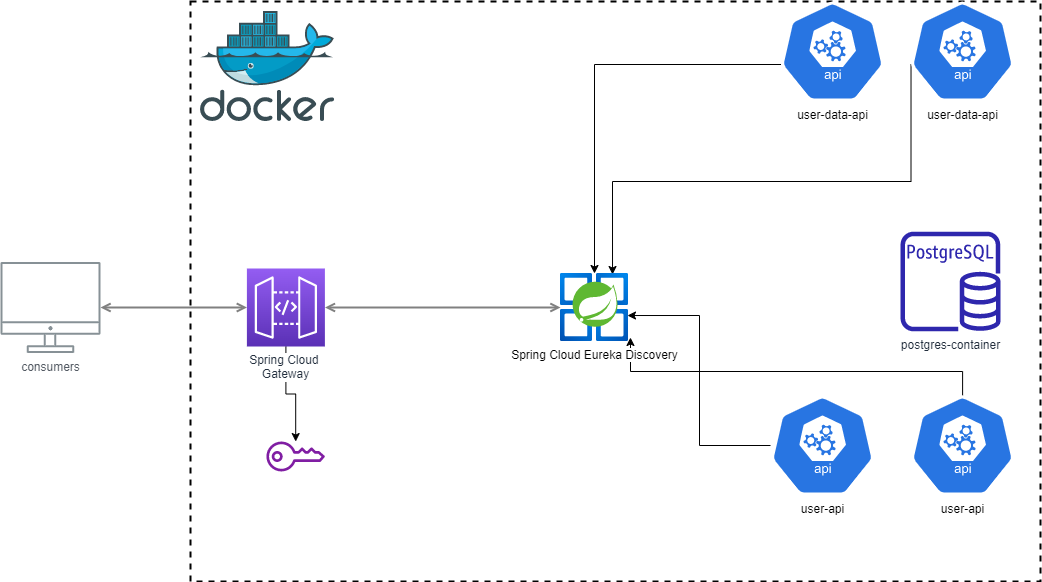 docker
api
api
user-data-api
user-data-api
PostgreSQL
postgres-container
</>
consumers
Spring Cloud
Gateway
Spring Cloud Eureka Discovery
api
api
user-api
user-api